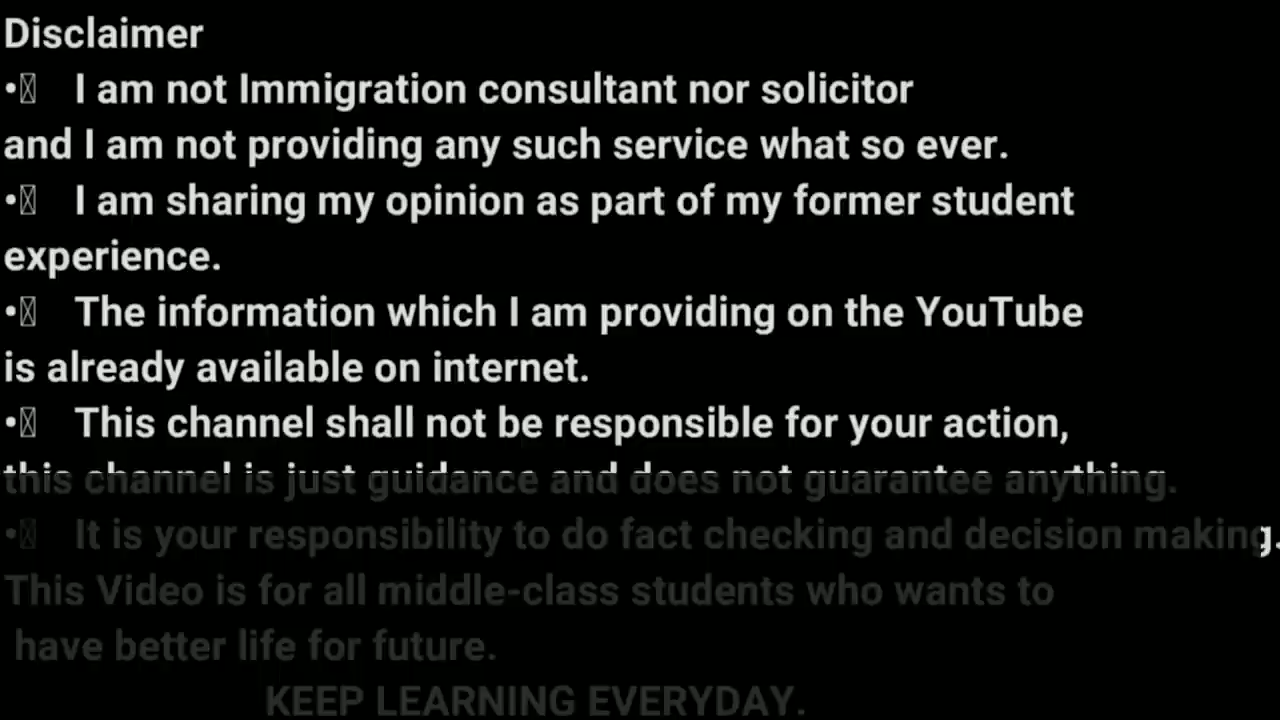 Disclaimer
• I am not Immigration consultant nor solicitor
and I am not providing any such service what so ever.
• I am sharing my opinion as part of my former student
experience.
• The information which I am providing on the YouTube
is already available on internet.
• This channel shall not be responsible for your action,
this channel is just guidance and does not guarantee anything.
• It is your responsibility to do fact checking and decision making.
This Video is for all middle-class students who wants to
have better life for future.
KEEP LEARNING EVERYDAY.